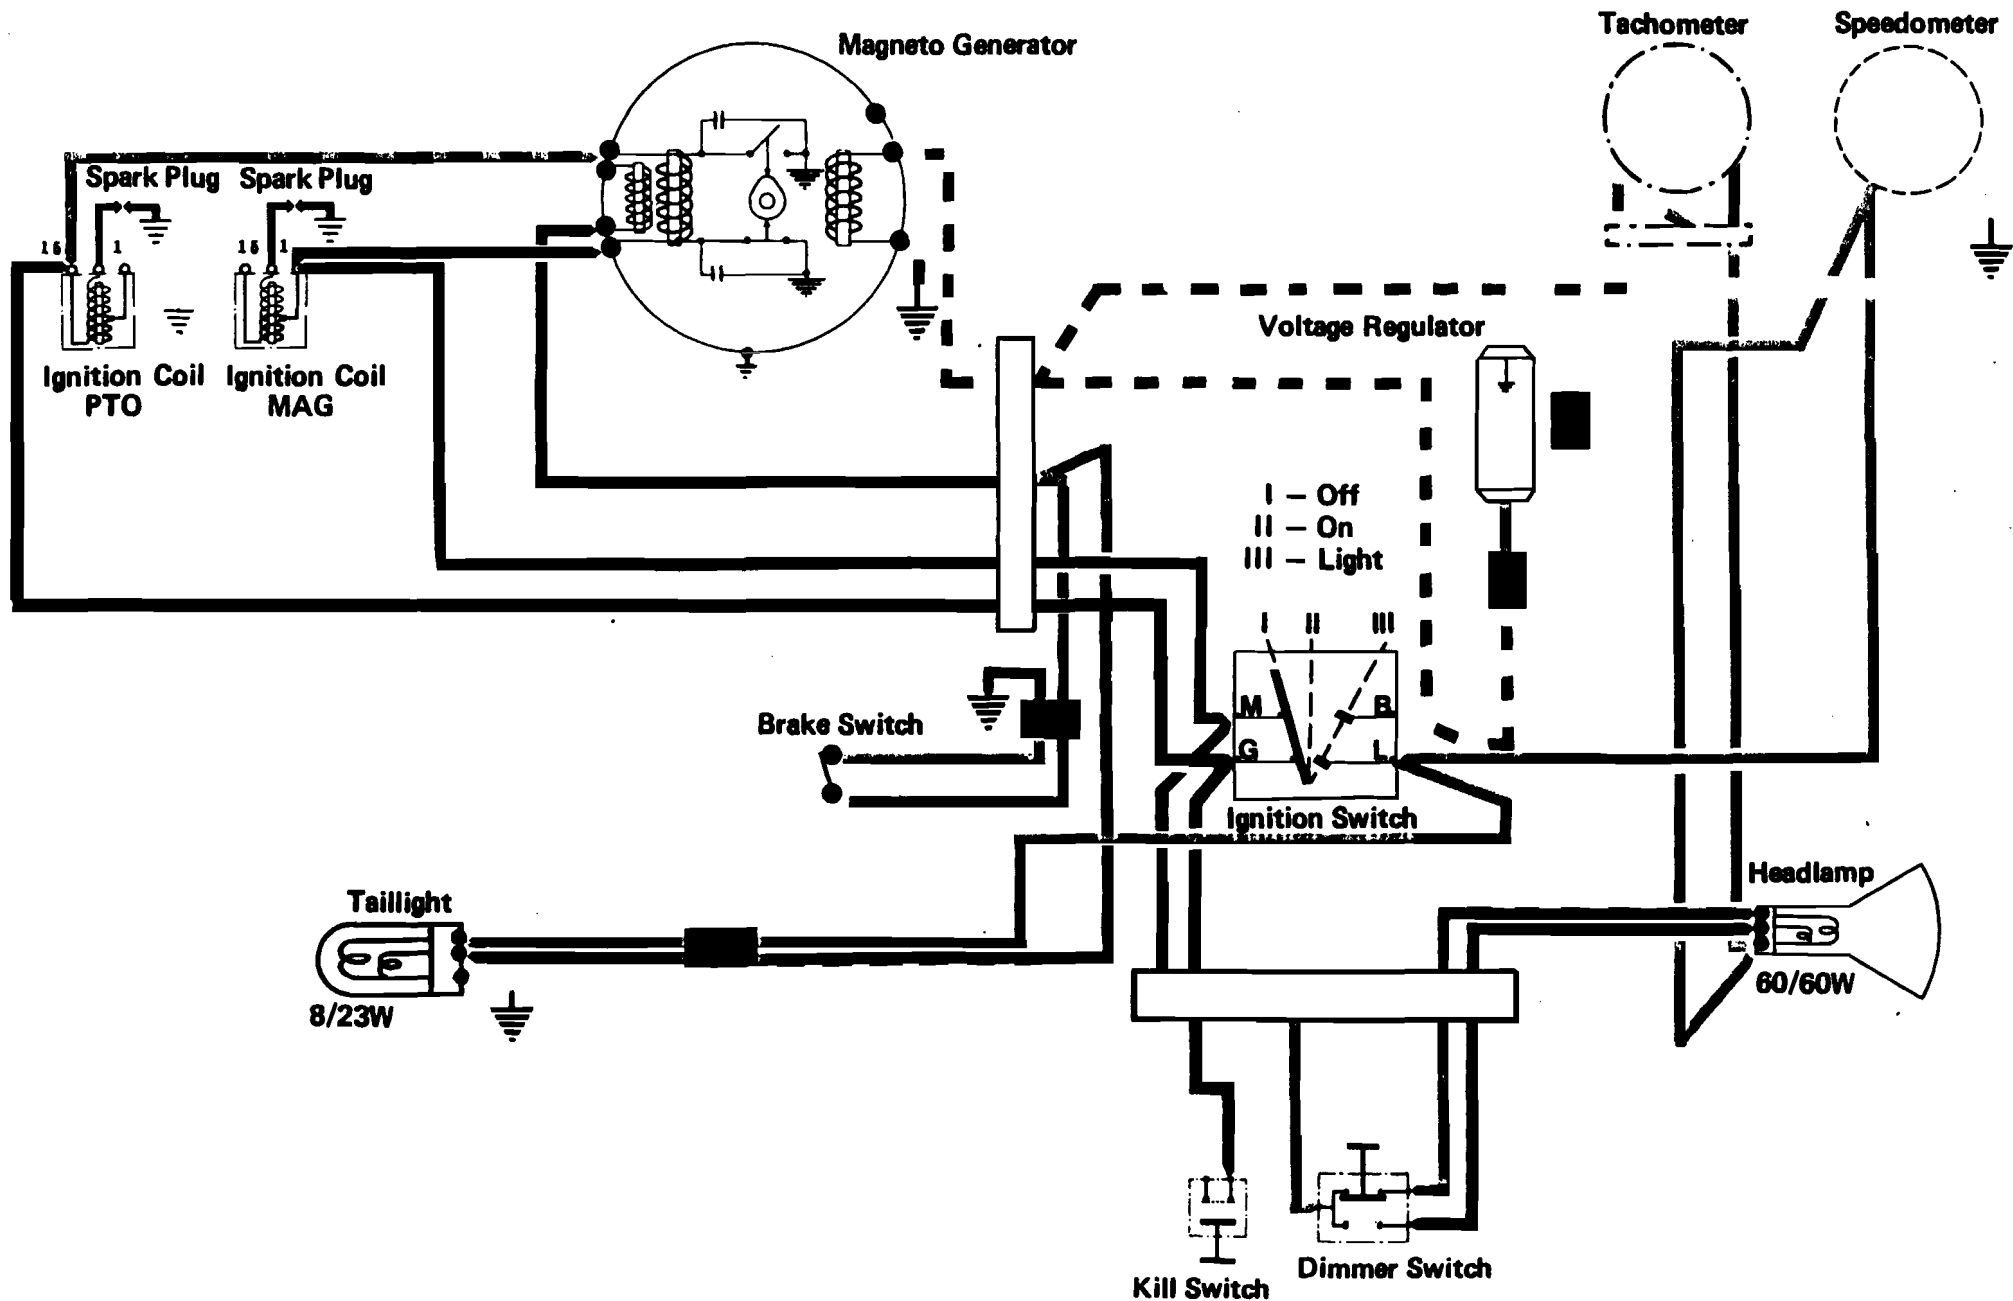 Tachometer
Speedometer
Magneto Generator
Spark Plug
Spark Plug
15
1
15
1
Ignition Coil
PTO
Ignition Coil
MAG
Voltage Regulator
I – Off
II – On
III – Light
I
II
III
M
B
G
L
Ignition Switch
Brake Switch
Taillight
8/23W
Headlamp
60/60W
Kill Switch
Dimmer Switch